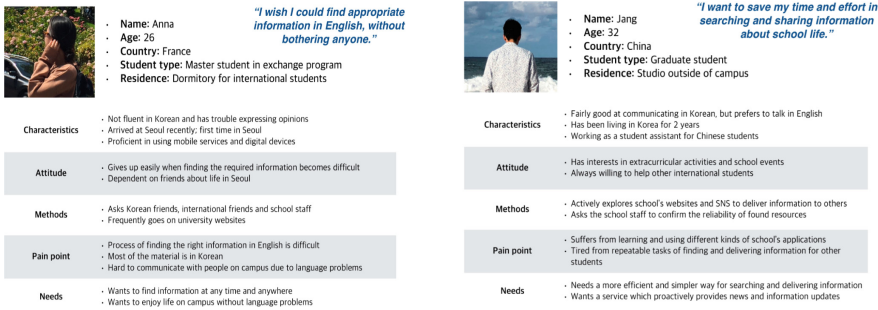 "I wish I could find appropriate
information in English, without
bothering anyone."
· Name: Anna
· Age: 26
· Country: France
· Student type: Master student in exchange program
· Residence: Dormitory for international students
Characteristics
· Not fluent in Korean and has trouble expressing opinions
· Arrived at Seoul recently; first time in Seoul
· Proficient in using mobile services and digital devices
Attitude
· Gives up easily when finding the required information becomes difficult
· Dependent on friends about life in Seoul
Methods
· Asks Korean friends, international friends and school staff
· Frequently goes on university websites
Pain point
· Process of finding the right information in English is difficult
· Most of the material is in Korean
· Hard to communicate with people on campus due to language problems
Needs
· Wants to find information at any time and anywhere
· Wants to enjoy life on campus without language problems
"I want to save my time and effort in
searching and sharing information
about school life."
· Name: Jang
· Age: 32
· Country: China
· Student type: Graduate student
· Residence: Studio outside of campus
Characteristics
· Fairly good at communicating in Korean, but prefers to talk in English
· Has been living in Korea for 2 years
· Working as a student assistant for Chinese students
Attitude
· Has interests in extracurricular activities and school events
· Always willing to help other international students
Methods
· Actively explores school's websites and SNS to deliver information to others
· Asks the school staff to confirm the reliability of found resources
Pain point
· Suffers from learning and using different kinds of school's applications
· Tired from repeatable tasks of finding and delivering information for other
students
Needs
· Needs a more efficient and simpler way for searching and delivering information
· Wants a service which proactively provides news and information updates